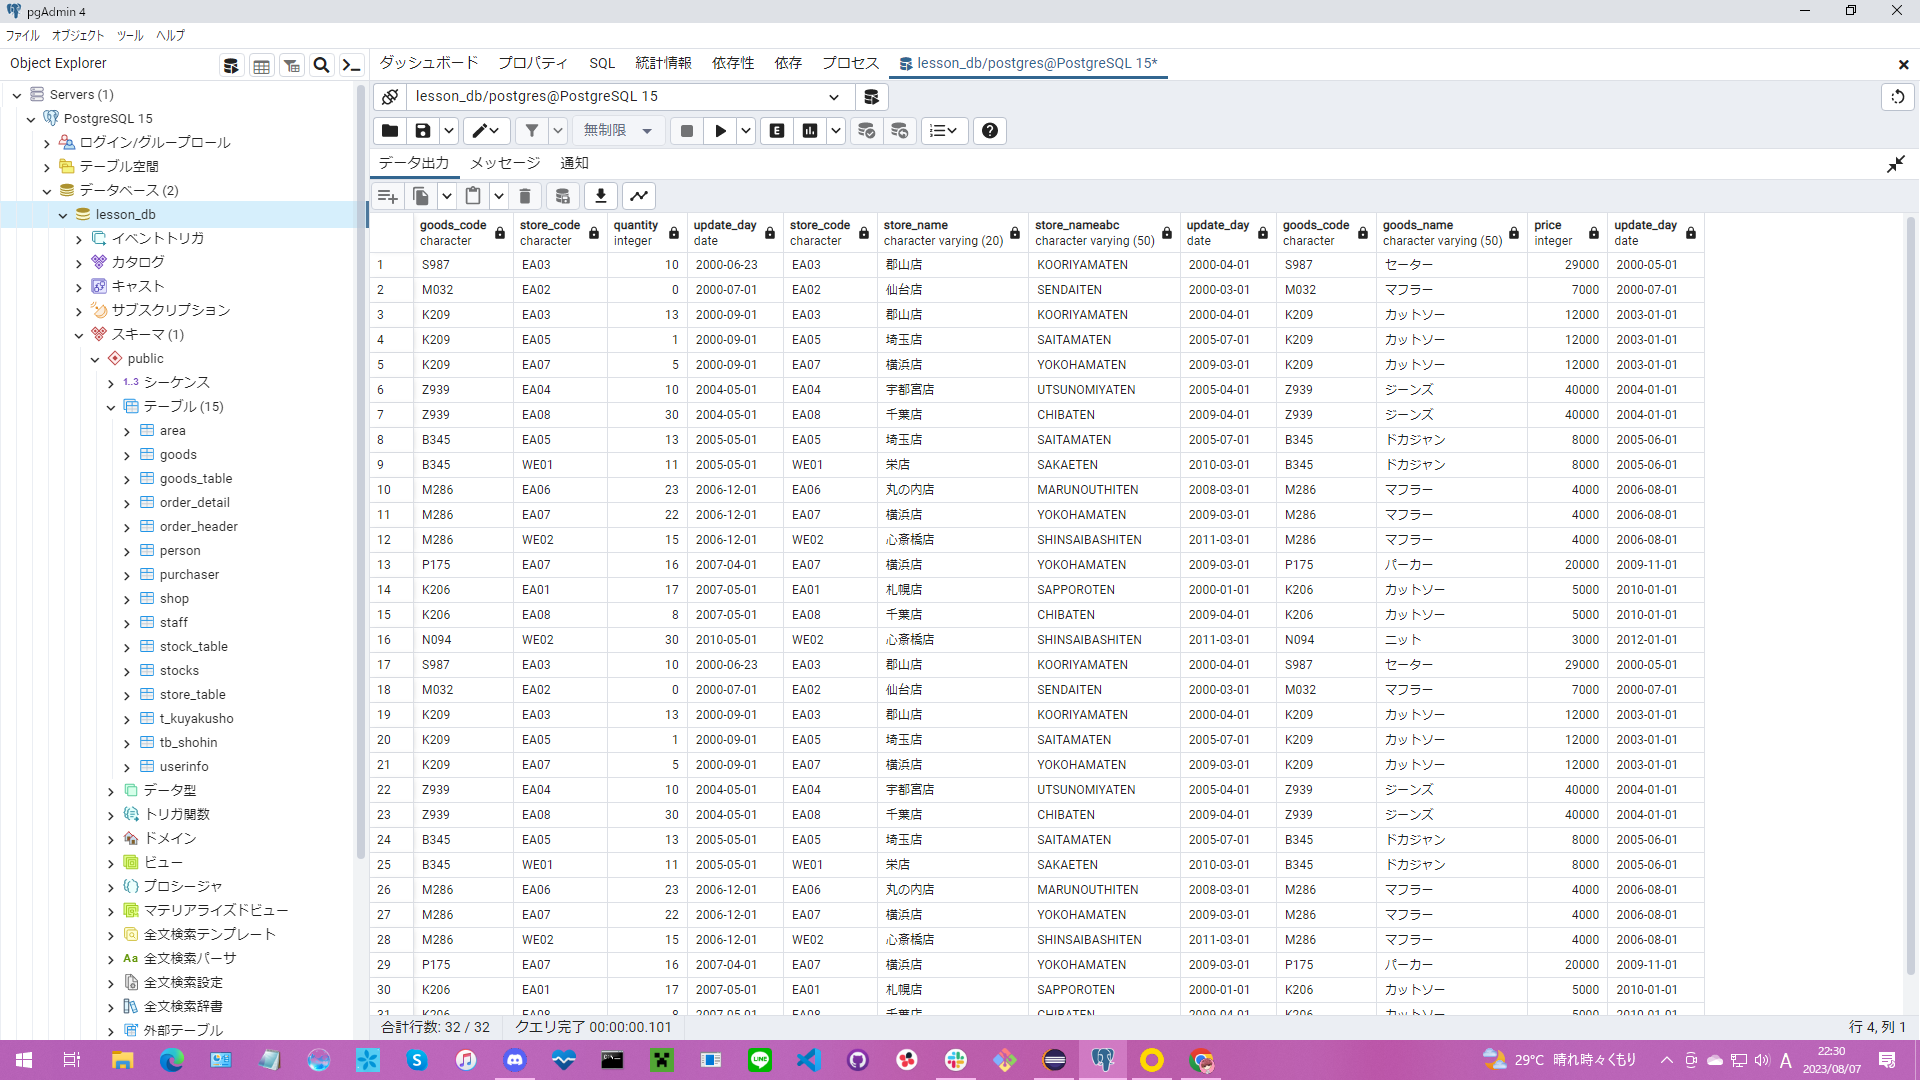 pgAdmin 4
ファイル オブジェクト ツール ヘルプ
Object Explorer
ダッシュボード プロパティ SQL 統計情報 依存性 依存 プロセス lesson_db/postgres@PostgreSQL 15*
Servers (1)
PostgreSQL 15
ログイン/グループロール
テーブル空間
データベース (2)
lesson_db
イベントトリガ
カタログ
キャスト
サブスクリプション
スキーマ (1)
public
1..3 シーケンス
テーブル (15)
area
goods
goods_table
order_detail
order_header
person
purchaser
shop
staff
stock_table
stocks
store_table
t_kuyakusho
tb_shohin
userinfo
データ型
トリガ関数
ドメイン
ビュー
プロシージャ
マテリアライズドビュー
全文検索テンプレート
Aa 全文検索パーサ
全文検索設定
全文検索辞書
外部テーブル
lesson_db/postgres@PostgreSQL 15
無制限
E
データ出力 メッセージ 通知
goods_code store_code quantity update_day store_code store_name store_nameabc update_day goods_code goods_name price update_day
character character integer date character character varying (20) character varying (50) date character character varying (50) integer date
1 S987 EA03 10 2000-06-23 EA03 郡山店 KOORIYAMATEN 2000-04-01 S987 セーター 29000 2000-05-01
2 M032 EA02 0 2000-07-01 EA02 仙台店 SENDAITEN 2000-03-01 M032 マフラー 7000 2000-07-01
3 K209 EA03 13 2000-09-01 EA03 郡山店 KOORIYAMATEN 2000-04-01 K209 カットソー 12000 2003-01-01
4 K209 EA05 1 2000-09-01 EA05 埼玉店 SAITAMATEN 2005-07-01 K209 カットソー 12000 2003-01-01
5 K209 EA07 5 2000-09-01 EA07 横浜店 YOKOHAMATEN 2009-03-01 K209 カットソー 12000 2003-01-01
6 Z939 EA04 10 2004-05-01 EA04 宇都宮店 UTSUNOMIYATEN 2005-04-01 Z939 ジーンズ 40000 2004-01-01
7 Z939 EA08 30 2004-05-01 EA08 千葉店 CHIBATEN 2009-04-01 Z939 ジーンズ 40000 2004-01-01
8 B345 EA05 13 2005-05-01 EA05 埼玉店 SAITAMATEN 2005-07-01 B345 ドカジャン 8000 2005-06-01
9 B345 WE01 11 2005-05-01 WE01 栄店 SAKAETEN 2010-03-01 B345 ドカジャン 8000 2005-06-01
10 M286 EA06 23 2006-12-01 EA06 丸の内店 MARUNOUTHITEN 2008-03-01 M286 マフラー 4000 2006-08-01
11 M286 EA07 22 2006-12-01 EA07 横浜店 YOKOHAMATEN 2009-03-01 M286 マフラー 4000 2006-08-01
12 M286 WE02 15 2006-12-01 WE02 心斎橋店 SHINSAIBASHITEN 2011-03-01 M286 マフラー 4000 2006-08-01
13 P175 EA07 16 2007-04-01 EA07 横浜店 YOKOHAMATEN 2009-03-01 P175 パーカー 20000 2009-11-01
14 K206 EA01 17 2007-05-01 EA01 札幌店 SAPPOROTEN 2000-01-01 K206 カットソー 5000 2010-01-01
15 K206 EA08 8 2007-05-01 EA08 千葉店 CHIBATEN 2009-04-01 K206 カットソー 5000 2010-01-01
16 N094 WE02 30 2010-05-01 WE02 心斎橋店 SHINSAIBASHITEN 2011-03-01 N094 ニット 3000 2012-01-01
17 S987 EA03 10 2000-06-23 EA03 郡山店 KOORIYAMATEN 2000-04-01 S987 セーター 29000 2000-05-01
18 M032 EA02 0 2000-07-01 EA02 仙台店 SENDAITEN 2000-03-01 M032 マフラー 7000 2000-07-01
19 K209 EA03 13 2000-09-01 EA03 郡山店 KOORIYAMATEN 2000-04-01 K209 カットソー 12000 2003-01-01
20 K209 EA05 1 2000-09-01 EA05 埼玉店 SAITAMATEN 2005-07-01 K209 カットソー 12000 2003-01-01
21 K209 EA07 5 2000-09-01 EA07 横浜店 YOKOHAMATEN 2009-03-01 K209 カットソー 12000 2003-01-01
22 Z939 EA04 10 2004-05-01 EA04 宇都宮店 UTSUNOMIYATEN 2005-04-01 Z939 ジーンズ 40000 2004-01-01
23 Z939 EA08 30 2004-05-01 EA08 千葉店 CHIBATEN 2009-04-01 Z939 ジーンズ 40000 2004-01-01
24 B345 EA05 13 2005-05-01 EA05 埼玉店 SAITAMATEN 2005-07-01 B345 ドカジャン 8000 2005-06-01
25 B345 WE01 11 2005-05-01 WE01 栄店 SAKAETEN 2010-03-01 B345 ドカジャン 8000 2005-06-01
26 M286 EA06 23 2006-12-01 EA06 丸の内店 MARUNOUTHITEN 2008-03-01 M286 マフラー 4000 2006-08-01
27 M286 EA07 22 2006-12-01 EA07 横浜店 YOKOHAMATEN 2009-03-01 M286 マフラー 4000 2006-08-01
28 M286 WE02 15 2006-12-01 WE02 心斎橋店 SHINSAIBASHITEN 2011-03-01 M286 マフラー 4000 2006-08-01
29 P175 EA07 16 2007-04-01 EA07 横浜店 YOKOHAMATEN 2009-03-01 P175 パーカー 20000 2009-11-01
30 K206 EA01 17 2007-05-01 EA01 札幌店 SAPPOROTEN 2000-01-01 K206 カットソー 5000 2010-01-01
31 K206 EA08 8 2007-05-01 EA08 千葉店 CHIBATEN 2009-04-01 K206 カットソー 5000 2010-01-01
合計行数: 32 / 32 クエリ完了 00:00:00.101 行 4, 列 1
LINE
29°C 晴れ時々くもり A 22:30
2023/08/07